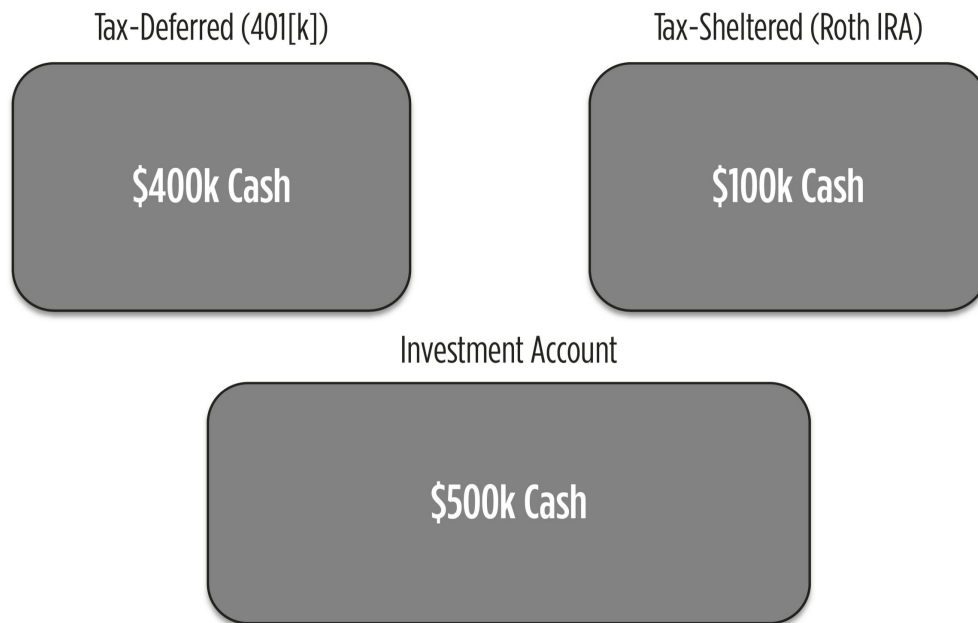 Tax-Deferred (401[k])
Tax-Sheltered (Roth IRA)
$400k Cash
$100k Cash
Investment Account
$500k Cash